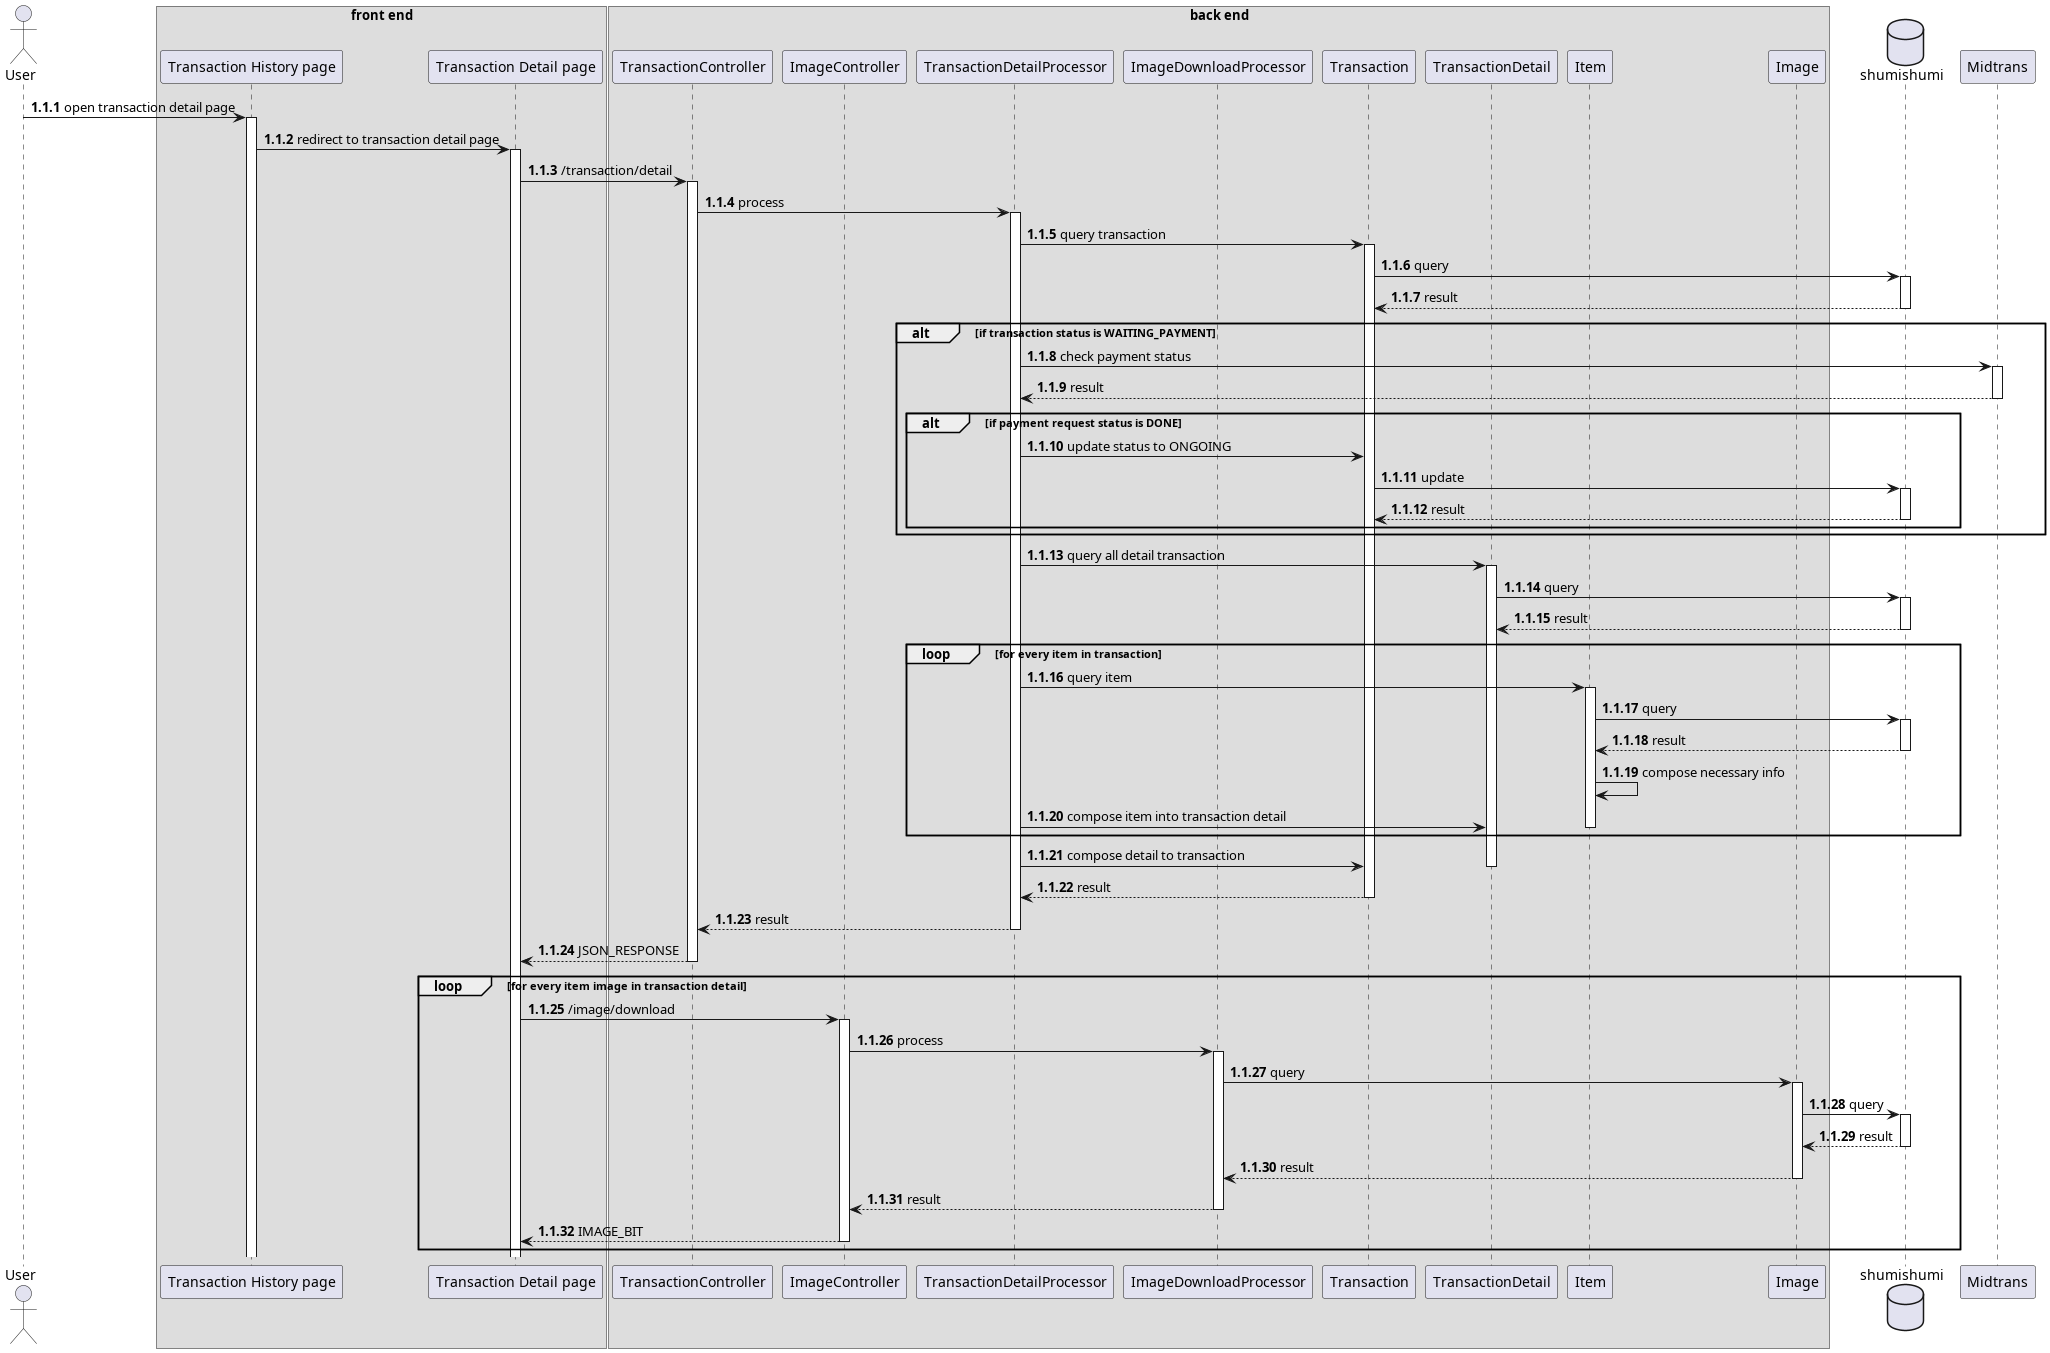 front end
back end
User
Transaction History page
Transaction Detail page
TransactionController
ImageController
TransactionDetailProcessor
ImageDownloadProcessor
Transaction
TransactionDetail
Item
Image
shumishumi
Midtrans
1.1.1 open transaction detail page
1.1.2 redirect to transaction detail page
1.1.3 /transaction/detail
1.1.4 process
1.1.5 query transaction
1.1.6 query
1.1.7 result
alt [if transaction status is WAITING_PAYMENT]
1.1.8 check payment status
1.1.9 result
alt [if payment request status is DONE]
1.1.10 update status to ONGOING
1.1.11 update
1.1.12 result
1.1.13 query all detail transaction
1.1.14 query
1.1.15 result
loop [for every item in transaction]
1.1.16 query item
1.1.17 query
1.1.18 result
1.1.19 compose necessary info
1.1.20 compose item into transaction detail
1.1.21 compose detail to transaction
1.1.22 result
1.1.23 result
1.1.24 JSON_RESPONSE
loop [for every item image in transaction detail]
1.1.25 /image/download
1.1.26 process
1.1.27 query
1.1.28 query
1.1.29 result
1.1.30 result
1.1.31 result
1.1.32 IMAGE_BIT
User
Transaction History page
Transaction Detail page
TransactionController
ImageController
TransactionDetailProcessor
ImageDownloadProcessor
Transaction
TransactionDetail
Item
Image
shumishumi
Midtrans